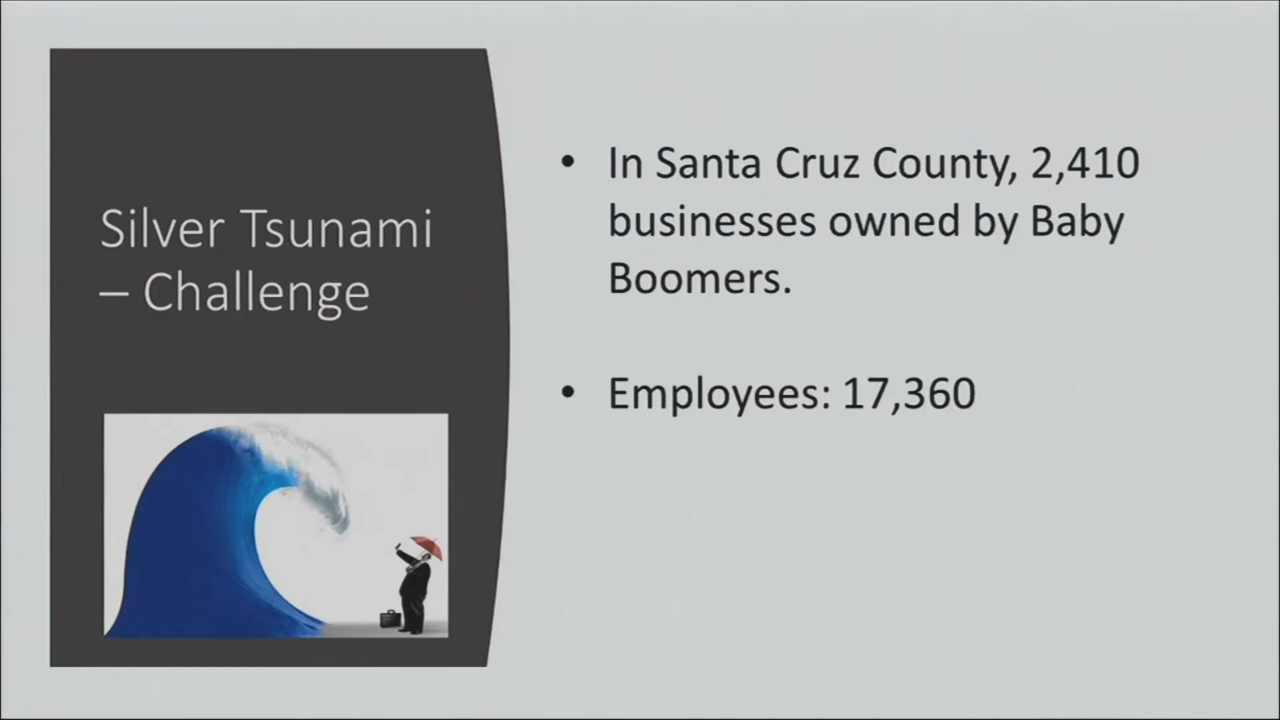 Silver Tsunami
– Challenge
• In Santa Cruz County, 2,410
businesses owned by Baby
Boomers.
• Employees: 17,360